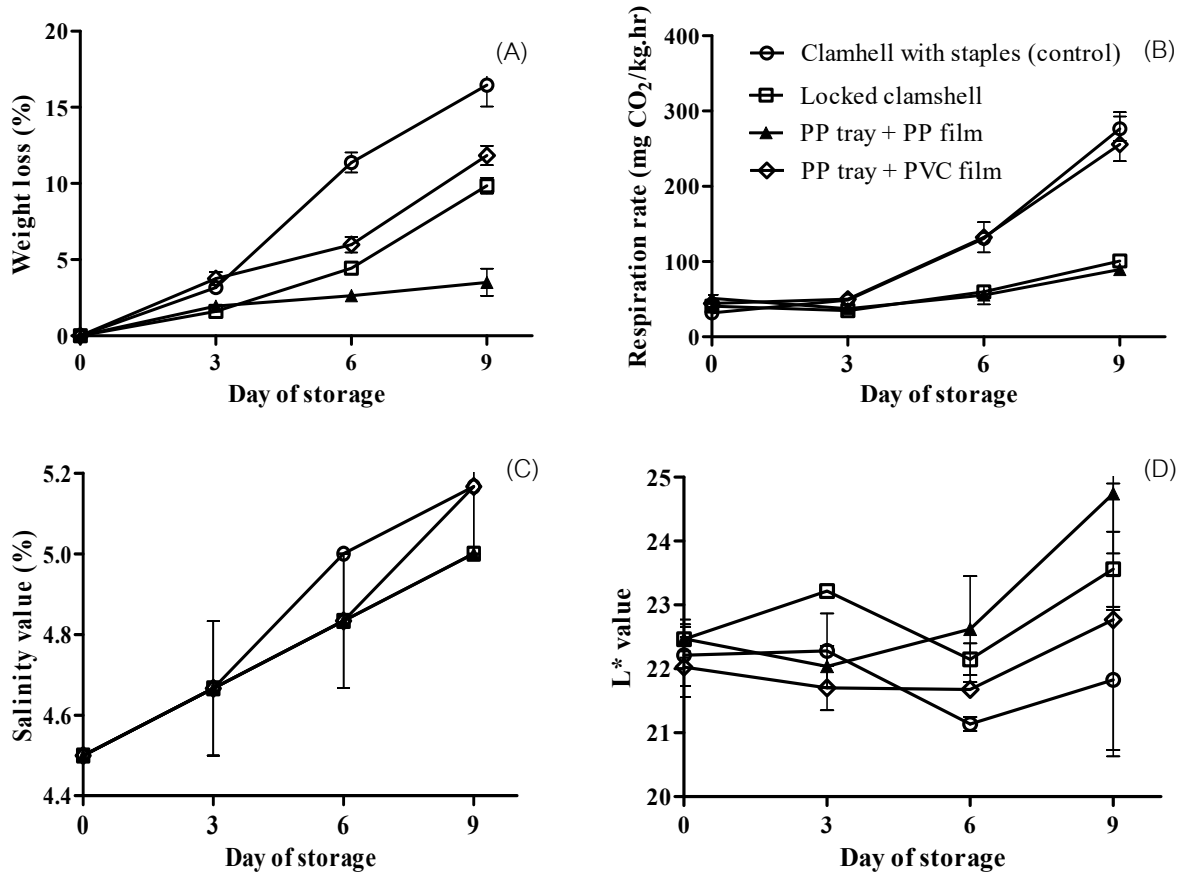 (A)
Weight loss (%)
20
15
10
5
0
0 3 6 9
Day of storage
(B)
Respiration rate (mg CO₂/kg.hr)
400
300
200
100
0
Clamhell with staples (control)
Locked clamshell
PP tray + PP film
PP tray + PVC film
0 3 6 9
Day of storage
(C)
Salinity value (%)
5.2
5.0
4.8
4.6
4.4
0 3 6 9
Day of storage
(D)
L* value
25
24
23
22
21
20
0 3 6 9
Day of storage